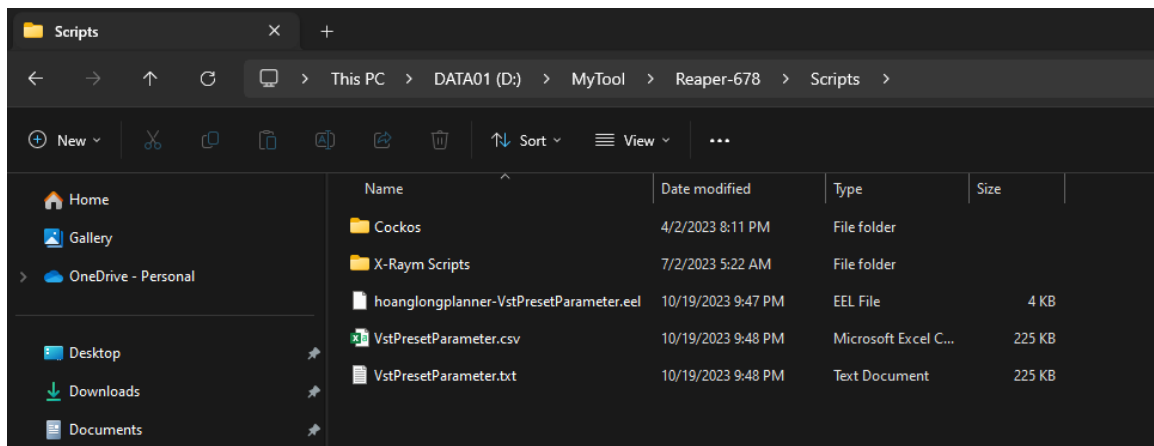 Scripts
This PC > DATA01 (D:) > MyTool > Reaper-678 > Scripts >
New Sort View •••
Home
Gallery
OneDrive - Personal
Desktop
Downloads
Documents
Name Date modified Type Size
Cockos 4/2/2023 8:11 PM File folder
X-Raym Scripts 7/2/2023 5:22 AM File folder
hoanglongplanner-VstPresetParameter.eel 10/19/2023 9:47 PM EEL File 4 KB
VstPresetParameter.csv 10/19/2023 9:48 PM Microsoft Excel C... 225 KB
VstPresetParameter.txt 10/19/2023 9:48 PM Text Document 225 KB